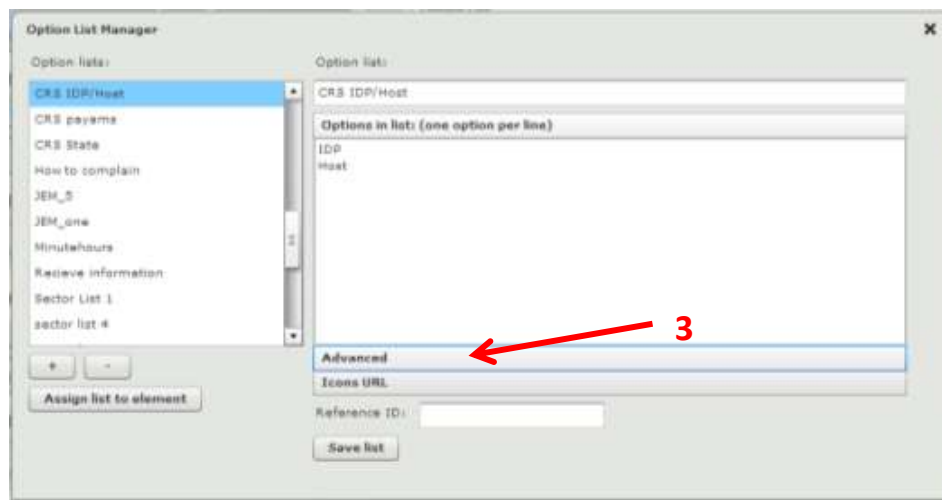 Option List Manager
Option lists:
CRS IDP/Host
CRS payams
CRS State
How to complain
JEM_5
JEM_one
Minutehours
Recieve information
Sector List 1
sector list 4
+ -
Assign list to element
Option list:
CRS IDP/Host
Options in list: (one option per line)
IDP
Host
3
Advanced
Icons URL
Reference ID:
Save list